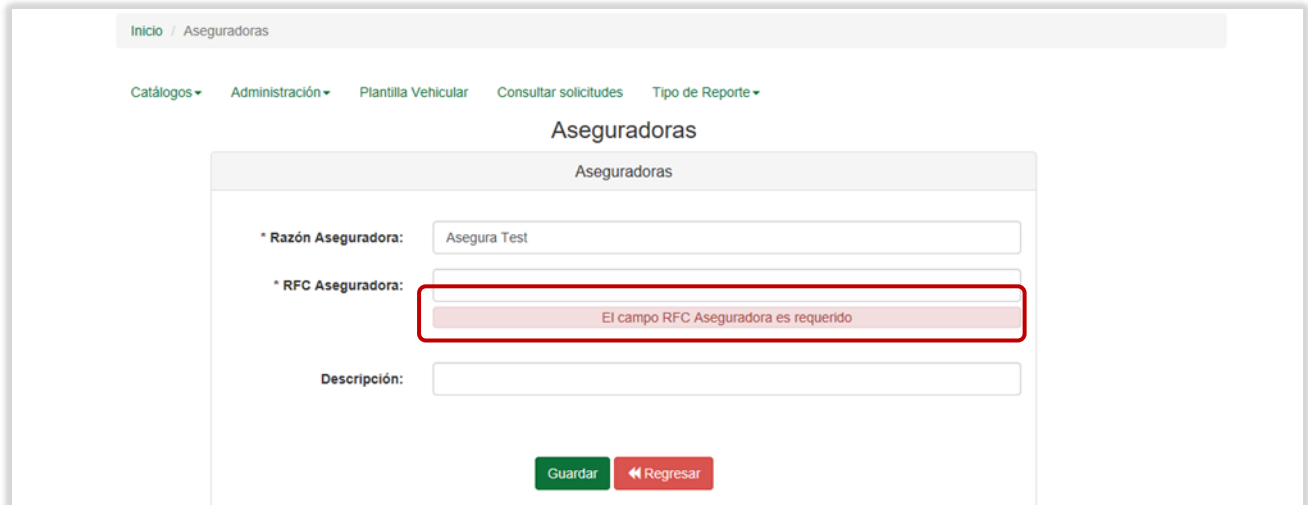 Inicio / Aseguradoras
Catálogos Administración Plantilla Vehicular Consultar solicitudes Tipo de Reporte
Aseguradoras
Aseguradoras
* Razón Aseguradora: Asegura Test
* RFC Aseguradora:
El campo RFC Aseguradora es requerido
Descripción:
Guardar Regresar